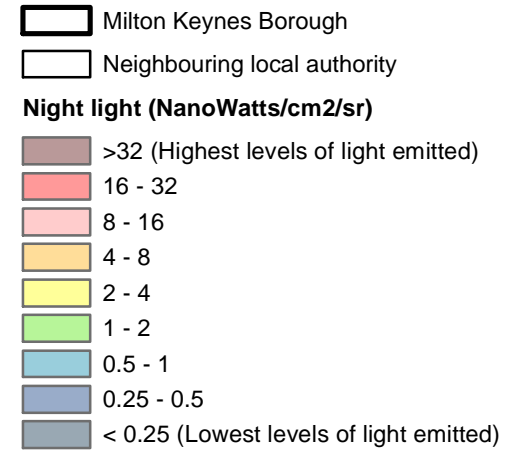 Milton Keynes Borough
Neighbouring local authority
Night light (NanoWatts/cm2/sr)
>32 (Highest levels of light emitted)
16 - 32
8 - 16
4 - 8
2 - 4
1 - 2
0.5 - 1
0.25 - 0.5
< 0.25 (Lowest levels of light emitted)